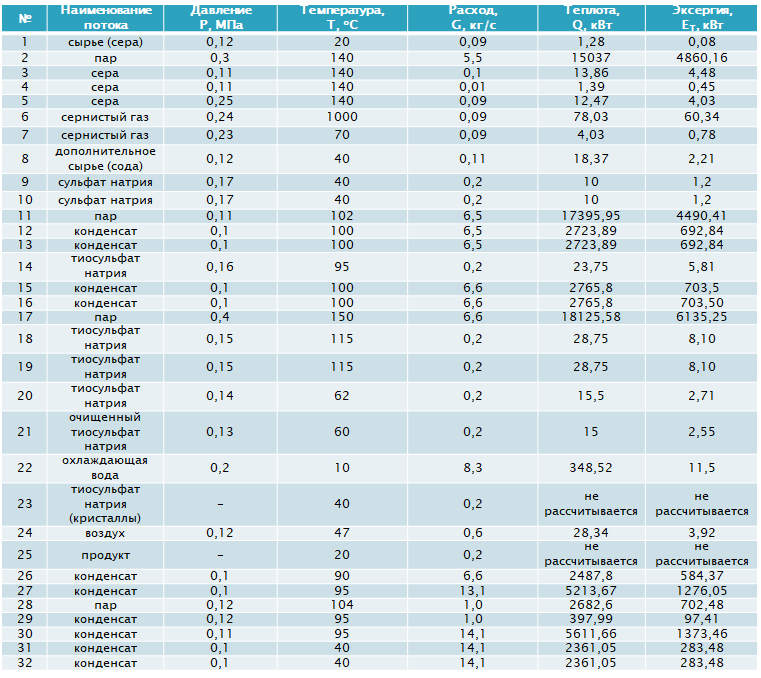 № Наименование потока Давление P, МПа Температура, T, °C Расход, G, кг/с Теплота, Q, кВт Эксергия, Eт, кВт
1 сырье (сера) 0,12 20 0,09 1,28 0,08
2 пар 0,3 140 5,5 15037 4860,16
3 сера 0,11 140 0,1 13,86 4,48
4 сера 0,11 140 0,01 1,39 0,45
5 сера 0,25 140 0,09 12,47 4,03
6 сернистый газ 0,24 1000 0,09 78,03 60,34
7 сернистый газ 0,23 70 0,09 4,03 0,78
8 дополнительное сырье (сода) 0,12 40 0,11 18,37 2,21
9 сульфат натрия 0,17 40 0,2 10 1,2
10 сульфат натрия 0,17 40 0,2 10 1,2
11 пар 0,11 102 6,5 17395,95 4490,41
12 конденсат 0,1 100 6,5 2723,89 692,84
13 конденсат 0,1 100 6,5 2723,89 692,84
14 тиосульфат натрия 0,16 95 0,2 23,75 5,81
15 конденсат 0,1 100 6,6 2765,8 703,5
16 конденсат 0,1 100 6,6 2765,8 703,50
17 пар 0,4 150 6,6 18125,58 6135,25
18 тиосульфат натрия 0,15 115 0,2 28,75 8,10
19 тиосульфат натрия 0,15 115 0,2 28,75 8,10
20 тиосульфат натрия 0,14 62 0,2 15,5 2,71
21 очищенный тиосульфат натрия 0,13 60 0,2 15 2,55
22 охлаждающая вода 0,2 10 8,3 348,52 11,5
23 тиосульфат натрия (кристаллы) – 40 0,2 не рассчитывается не рассчитывается
24 воздух 0,12 47 0,6 28,34 3,92
25 продукт – 20 0,2 не рассчитывается не рассчитывается
26 конденсат 0,1 90 6,6 2487,8 584,37
27 конденсат 0,1 95 13,1 5213,67 1276,05
28 пар 0,12 104 1,0 2682,6 702,48
29 конденсат 0,12 95 1,0 397,99 97,41
30 конденсат 0,11 95 14,1 5611,66 1373,46
31 конденсат 0,1 40 14,1 2361,05 283,48
32 конденсат 0,1 40 14,1 2361,05 283,48